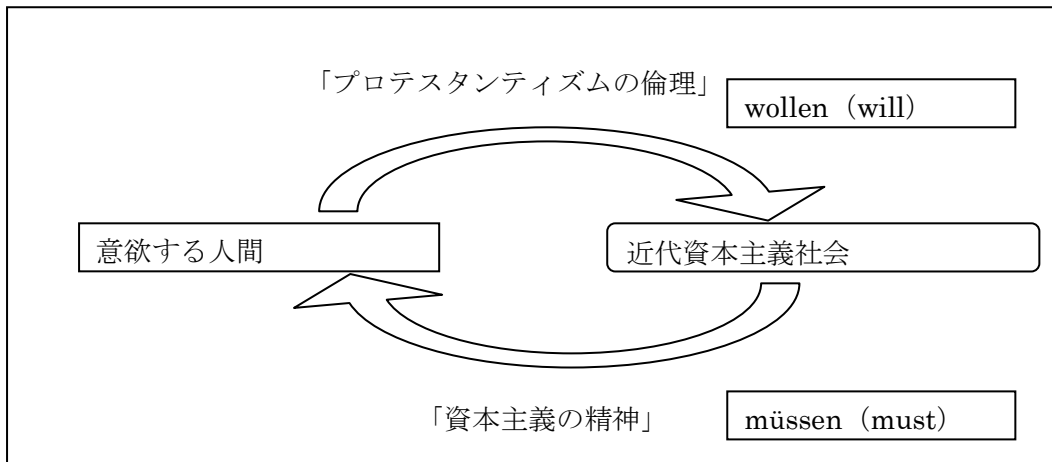 「プロテスタンティズムの倫理」
wollen（will）
意欲する人間
近代資本主義社会
「資本主義の精神」
müssen（must）